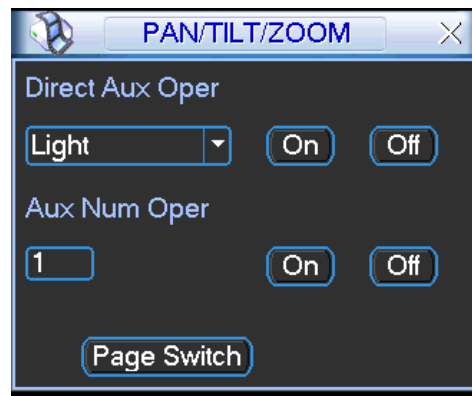 PAN/TILT/ZOOM
Direct Aux Oper
Light On Off
Aux Num Oper
1 On Off
Page Switch